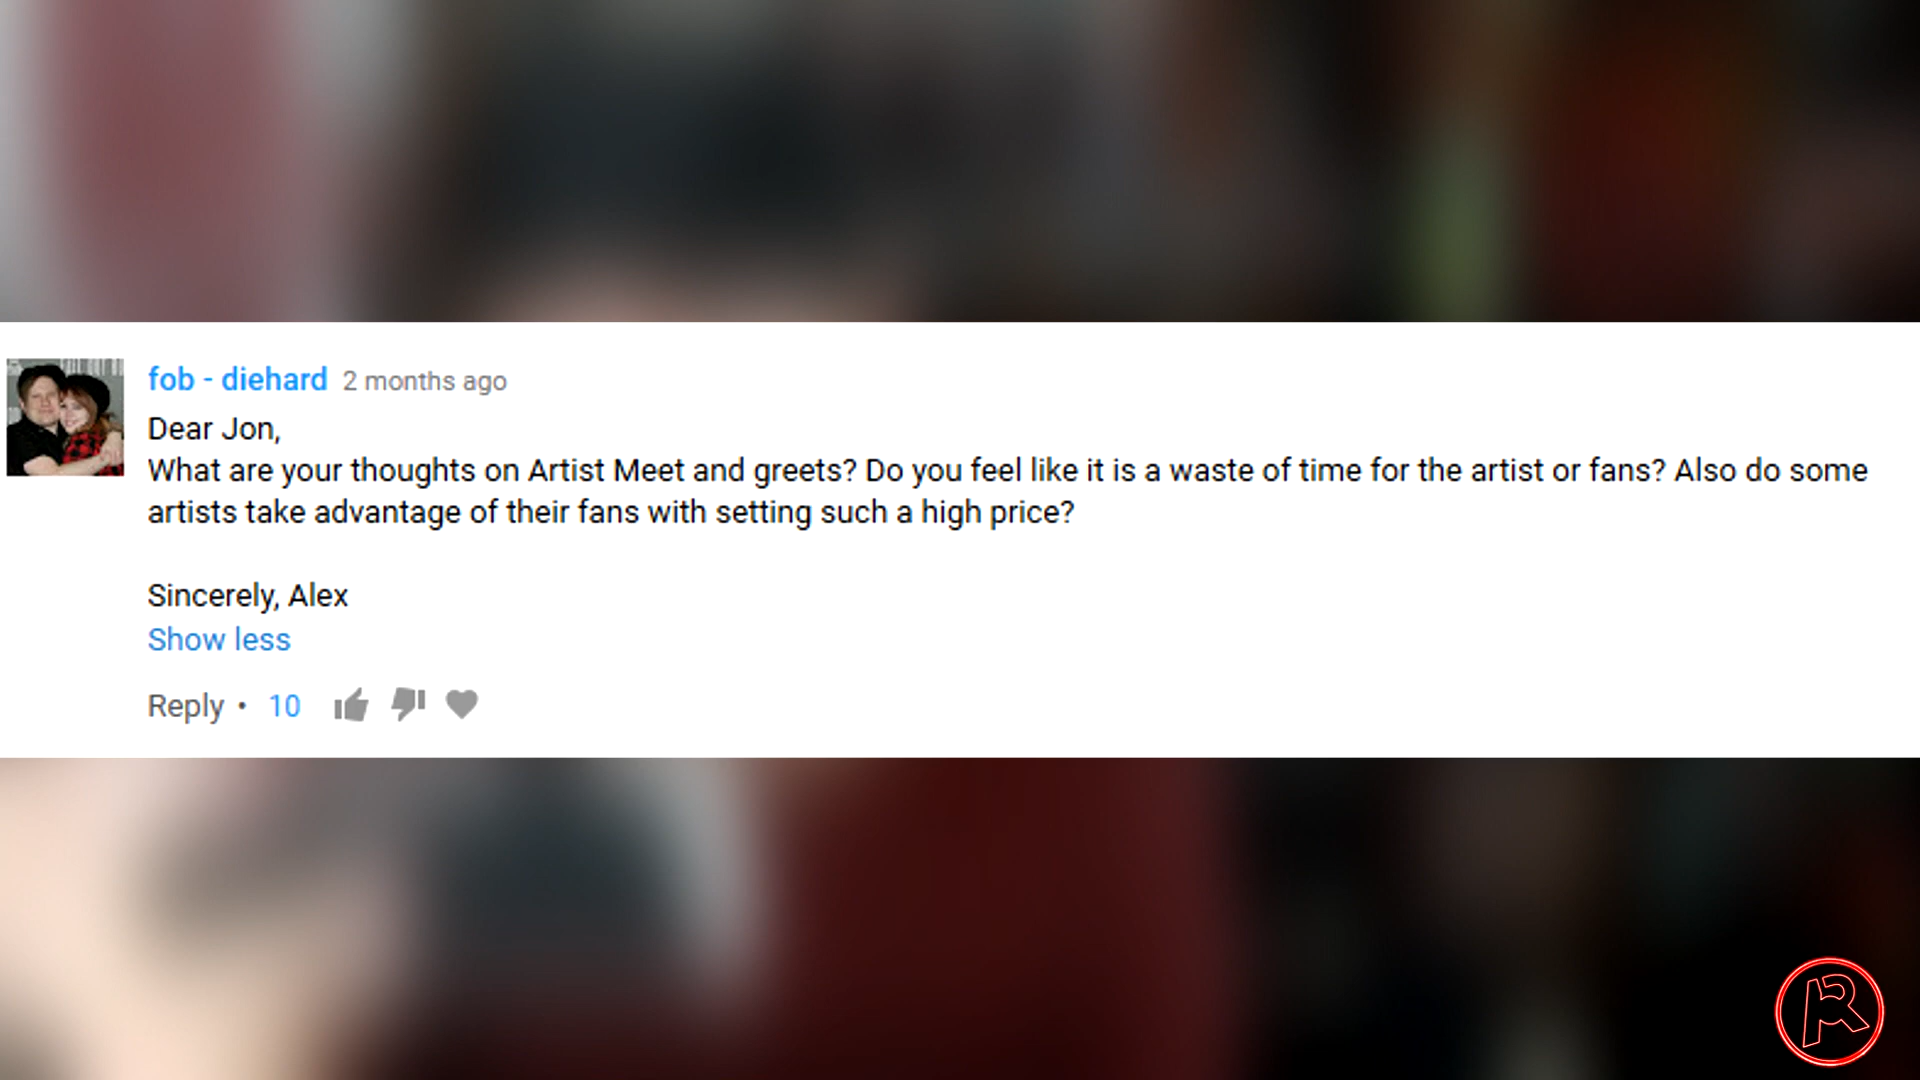 fob - diehard 2 months ago
Dear Jon,
What are your thoughts on Artist Meet and greets? Do you feel like it is a waste of time for the artist or fans? Also do some
artists take advantage of their fans with setting such a high price?
Sincerely, Alex
Show less
Reply • 10